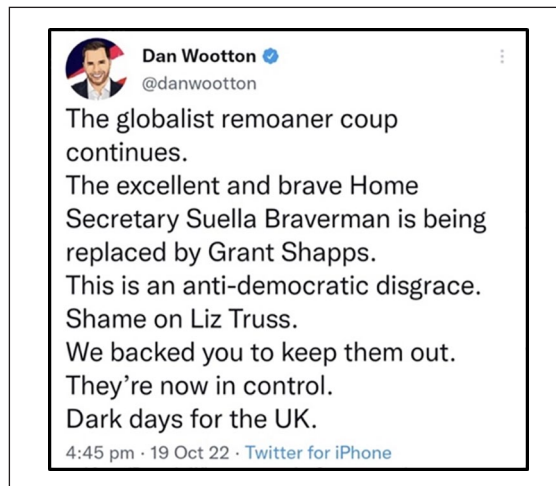 Dan Wootton
@danwootton
The globalist remoaner coup
continues.
The excellent and brave Home
Secretary Suella Braverman is being
replaced by Grant Shapps.
This is an anti-democratic disgrace.
Shame on Liz Truss.
We backed you to keep them out.
They’re now in control.
Dark days for the UK.
4:45 pm · 19 Oct 22 · Twitter for iPhone